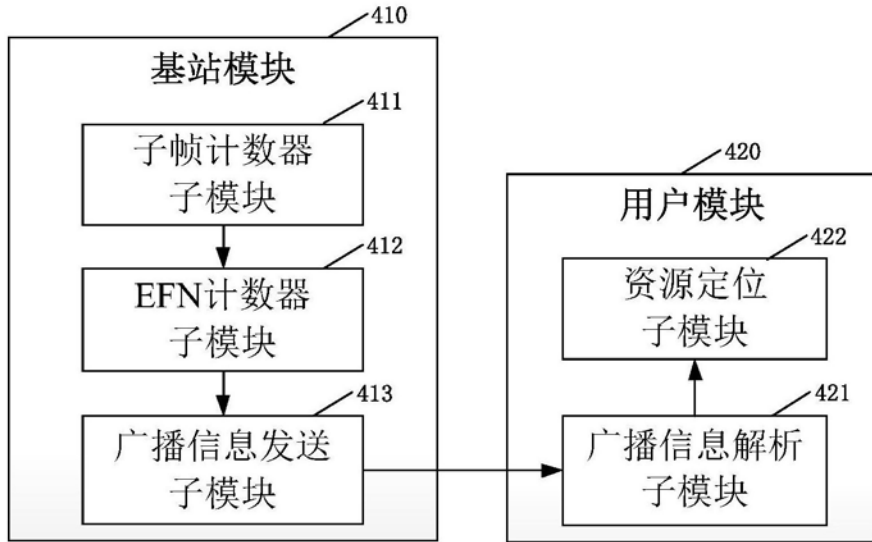 410
基站模块
411
子帧计数器
子模块
412
EFN计数器
子模块
413
广播信息发送
子模块
420
用户模块
422
资源定位
子模块
421
广播信息解析
子模块